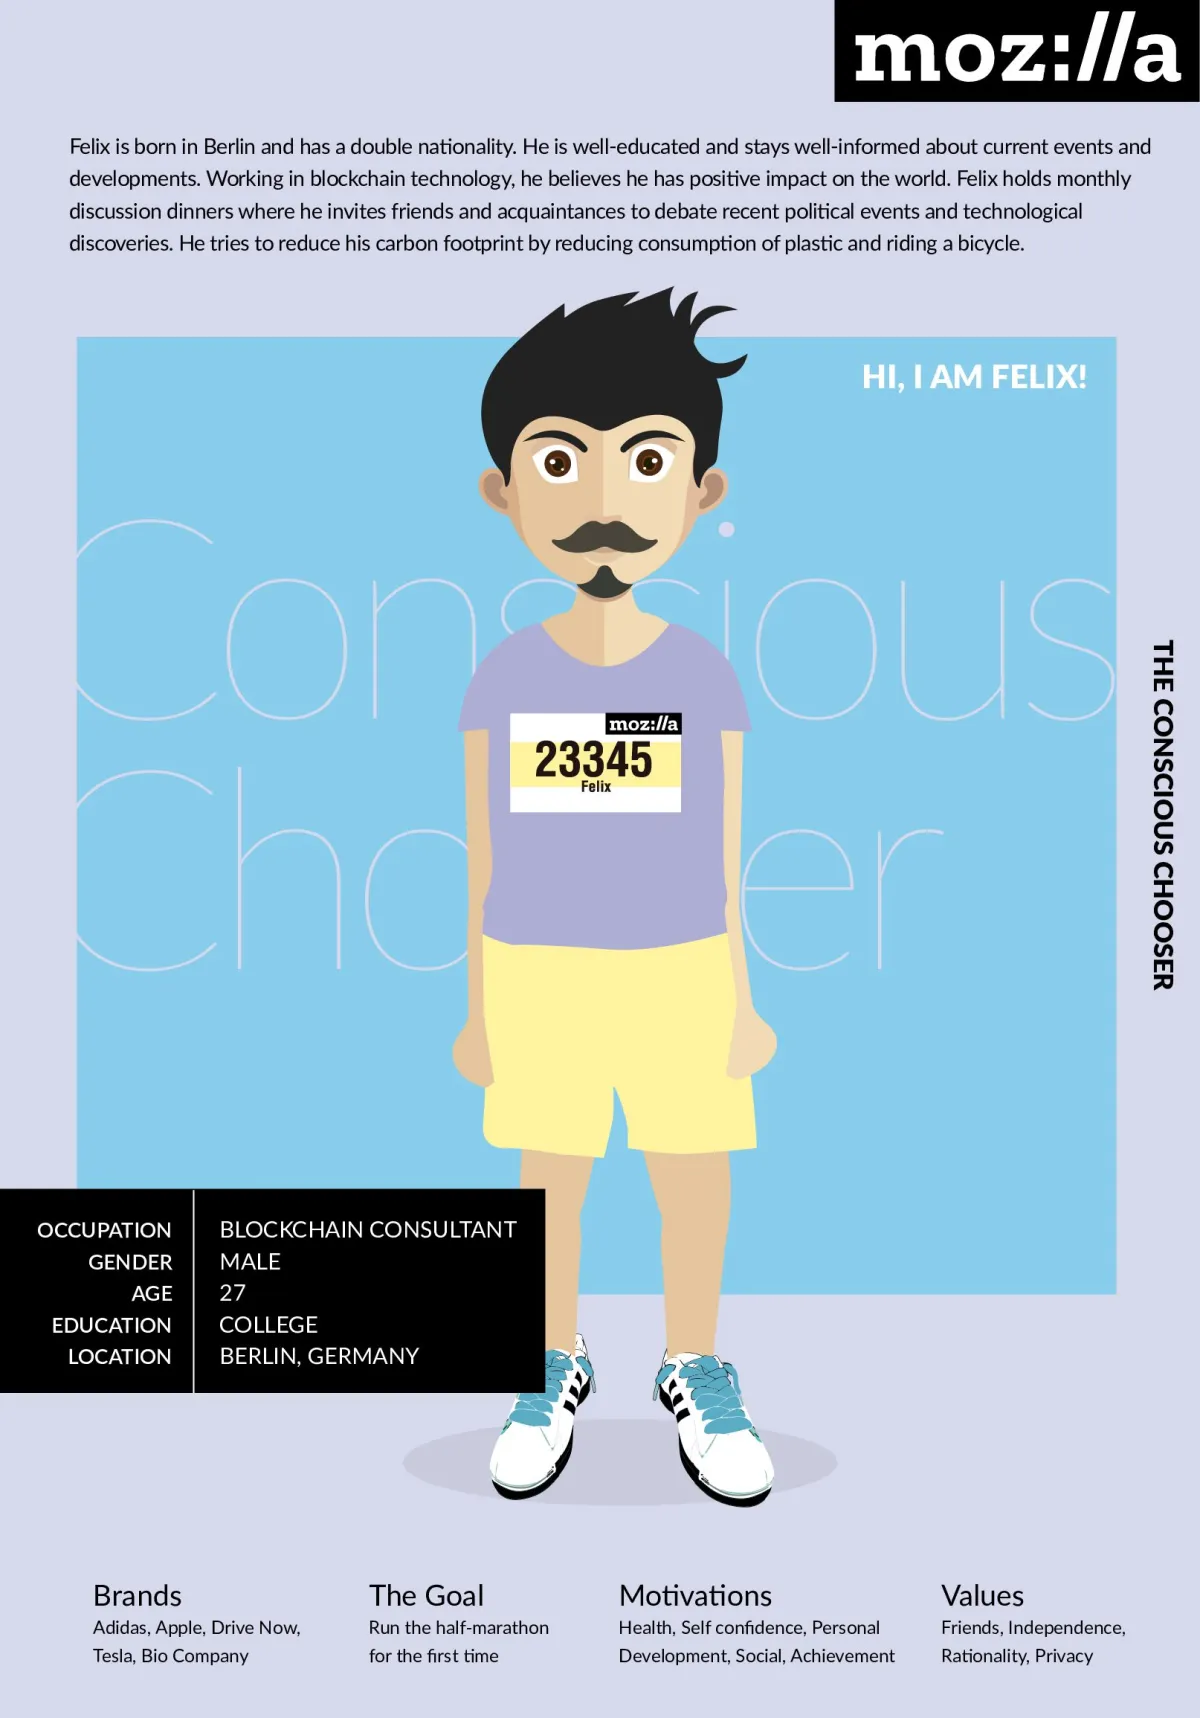 moz://a
Felix is born in Berlin and has a double nationality. He is well-educated and stays well-informed about current events and
developments. Working in blockchain technology, he believes he has positive impact on the world. Felix holds monthly
discussion dinners where he invites friends and acquaintances to debate recent political events and technological
discoveries. He tries to reduce his carbon footprint by reducing consumption of plastic and riding a bicycle.
HI, I AM FELIX!
Conscious
Chooser
THE CONSCIOUS CHOOSER
moz://a
23345
Felix
OCCUPATION BLOCKCHAIN CONSULTANT
GENDER MALE
AGE 27
EDUCATION COLLEGE
LOCATION BERLIN, GERMANY
Brands
Adidas, Apple, Drive Now,
Tesla, Bio Company
The Goal
Run the half-marathon
for the first time
Motivations
Health, Self confidence, Personal
Development, Social, Achievement
Values
Friends, Independence,
Rationality, Privacy